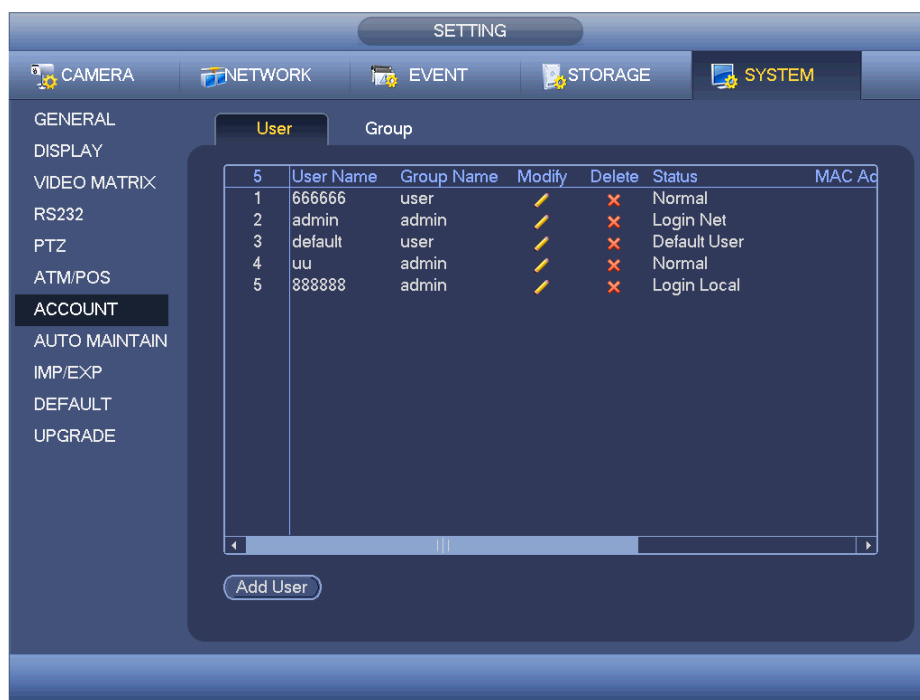 SETTING
CAMERA NETWORK EVENT STORAGE SYSTEM
GENERAL
DISPLAY
VIDEO MATRIX
RS232
PTZ
ATM/POS
ACCOUNT
AUTO MAINTAIN
IMP/EXP
DEFAULT
UPGRADE
User Group
5 User Name Group Name Modify Delete Status MAC Ad
1 666666 user Normal
2 admin admin Login Net
3 default user Default User
4 uu admin Normal
5 888888 admin Login Local
Add User